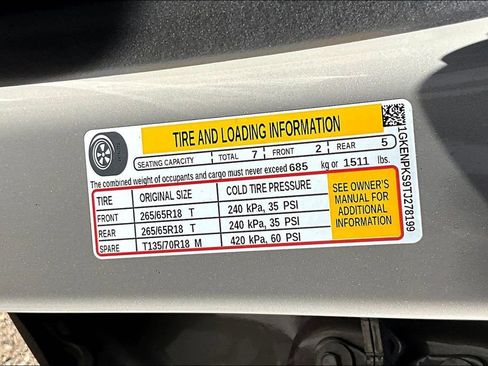 TIRE AND LOADING INFORMATION
SEATING CAPACITY TOTAL 7 FRONT 2 REAR 5
The combined weight of occupants and cargo must never exceed 685 kg or 1511 lbs.
TIRE ORIGINAL SIZE COLD TIRE PRESSURE
FRONT 265/65R18 T 240 kPa, 35 PSI
REAR 265/65R18 T 240 kPa, 35 PSI
SPARE T135/70R18 M 420 kPa, 60 PSI
SEE OWNER'S
MANUAL FOR
ADDITIONAL
INFORMATION
1GKENPKS9TJ278199